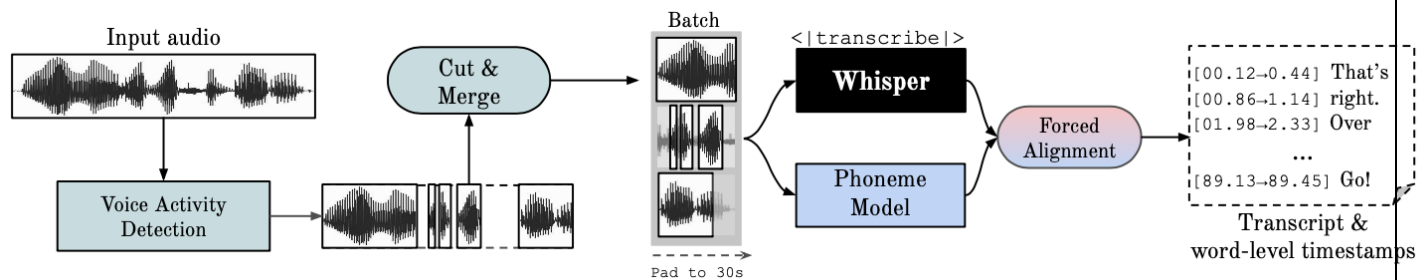 Input audio
Voice Activity
Detection
Cut &
Merge
Batch
Pad to 30s
<|transcribe|>
Whisper
Phoneme
Model
Forced
Alignment
[00.12→0.44] That's
[00.86→1.14] right.
[01.98→2.33] Over
...
[89.13→89.45] Go!
Transcript &
word-level timestamps